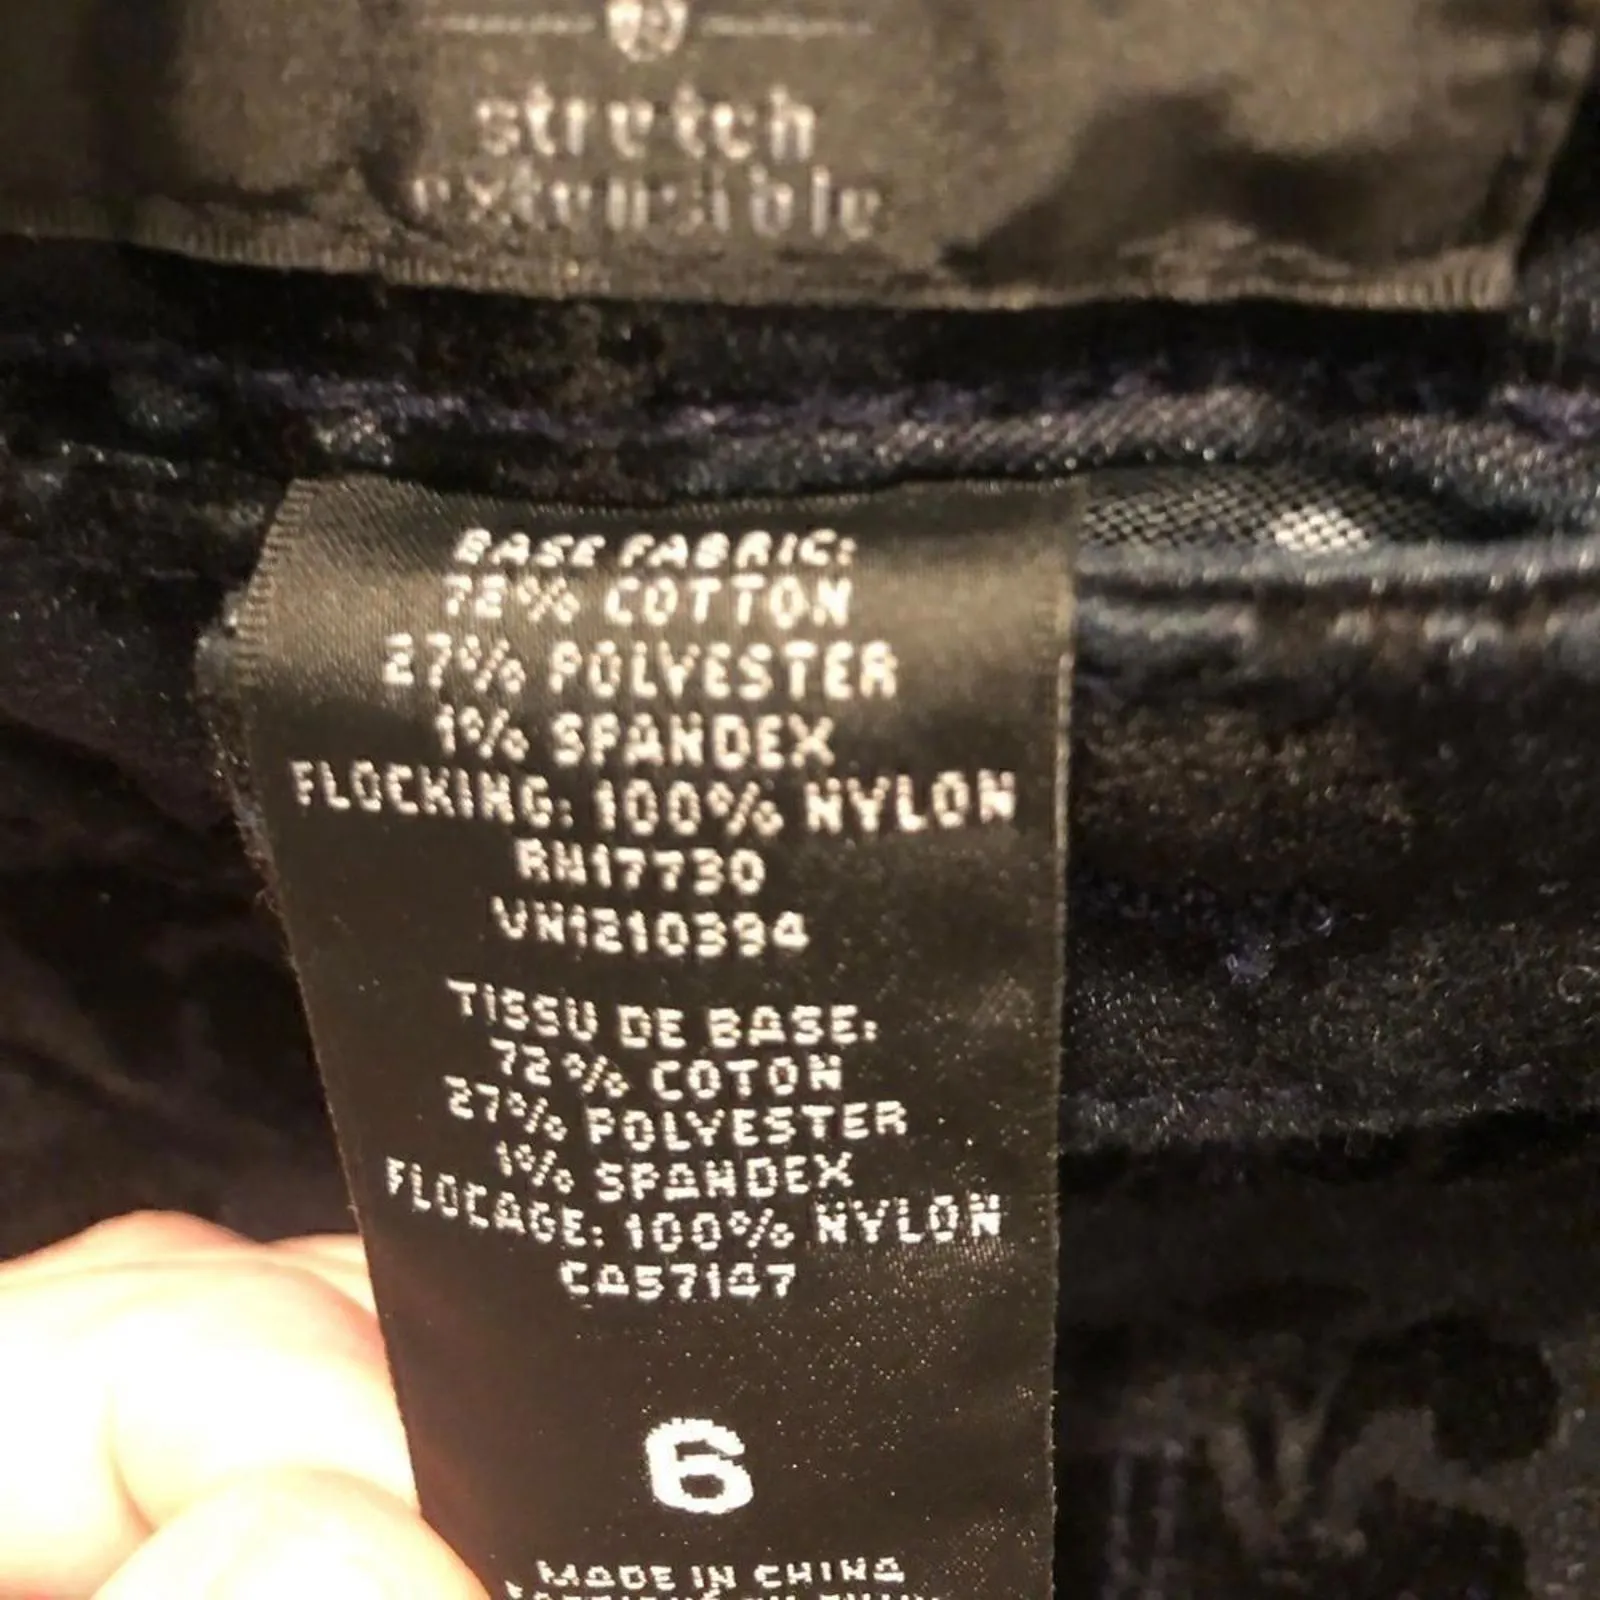 stretch
extensible
BASE FABRIC:
72% COTTON
27% POLYESTER
1% SPANDEX
FLOCKING: 100% NYLON
RN17730
VN1210394
TISSU DE BASE:
72% COTON
27% POLYESTER
1% SPANDEX
FLOCAGE: 100% NYLON
CA57147
6
MADE IN CHINA